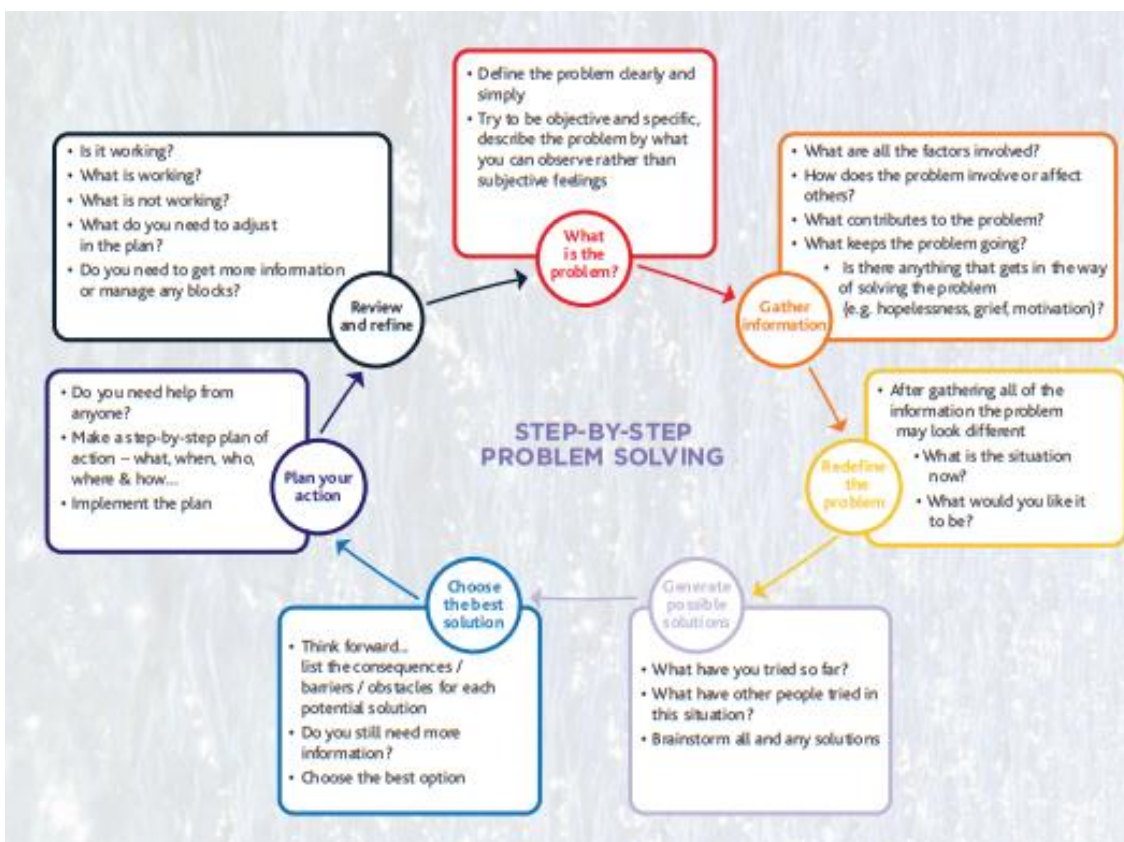 • Define the problem clearly and
simply
• Try to be objective and specific,
describe the problem by what
you can observe rather than
subjective feelings
What
is the
problem?
• What are all the factors involved?
• How does the problem involve or affect
others?
• What contributes to the problem?
• What keeps the problem going?
• Is there anything that gets in the way
of solving the problem
(e.g. hopelessness, grief, motivation)?
Gather
information
• After gathering all of the
information the problem
may look different
• What is the situation
now?
• What would you like it
to be?
Redefine
the
problem
Generate
possible
solutions
• What have you tried so far?
• What have other people tried in
this situation?
• Brainstorm all and any solutions
Choose
the best
solution
• Think forward...
list the consequences /
barriers / obstacles for each
potential solution
• Do you still need more
information?
• Choose the best option
• Do you need help from
anyone?
• Make a step-by-step plan of
action – what, when, who,
where & how...
• Implement the plan
Plan your
action
• Is it working?
• What is working?
• What is not working?
• What do you need to adjust
in the plan?
• Do you need to get more information
or manage any blocks?
Review
and refine
STEP-BY-STEP
PROBLEM SOLVING